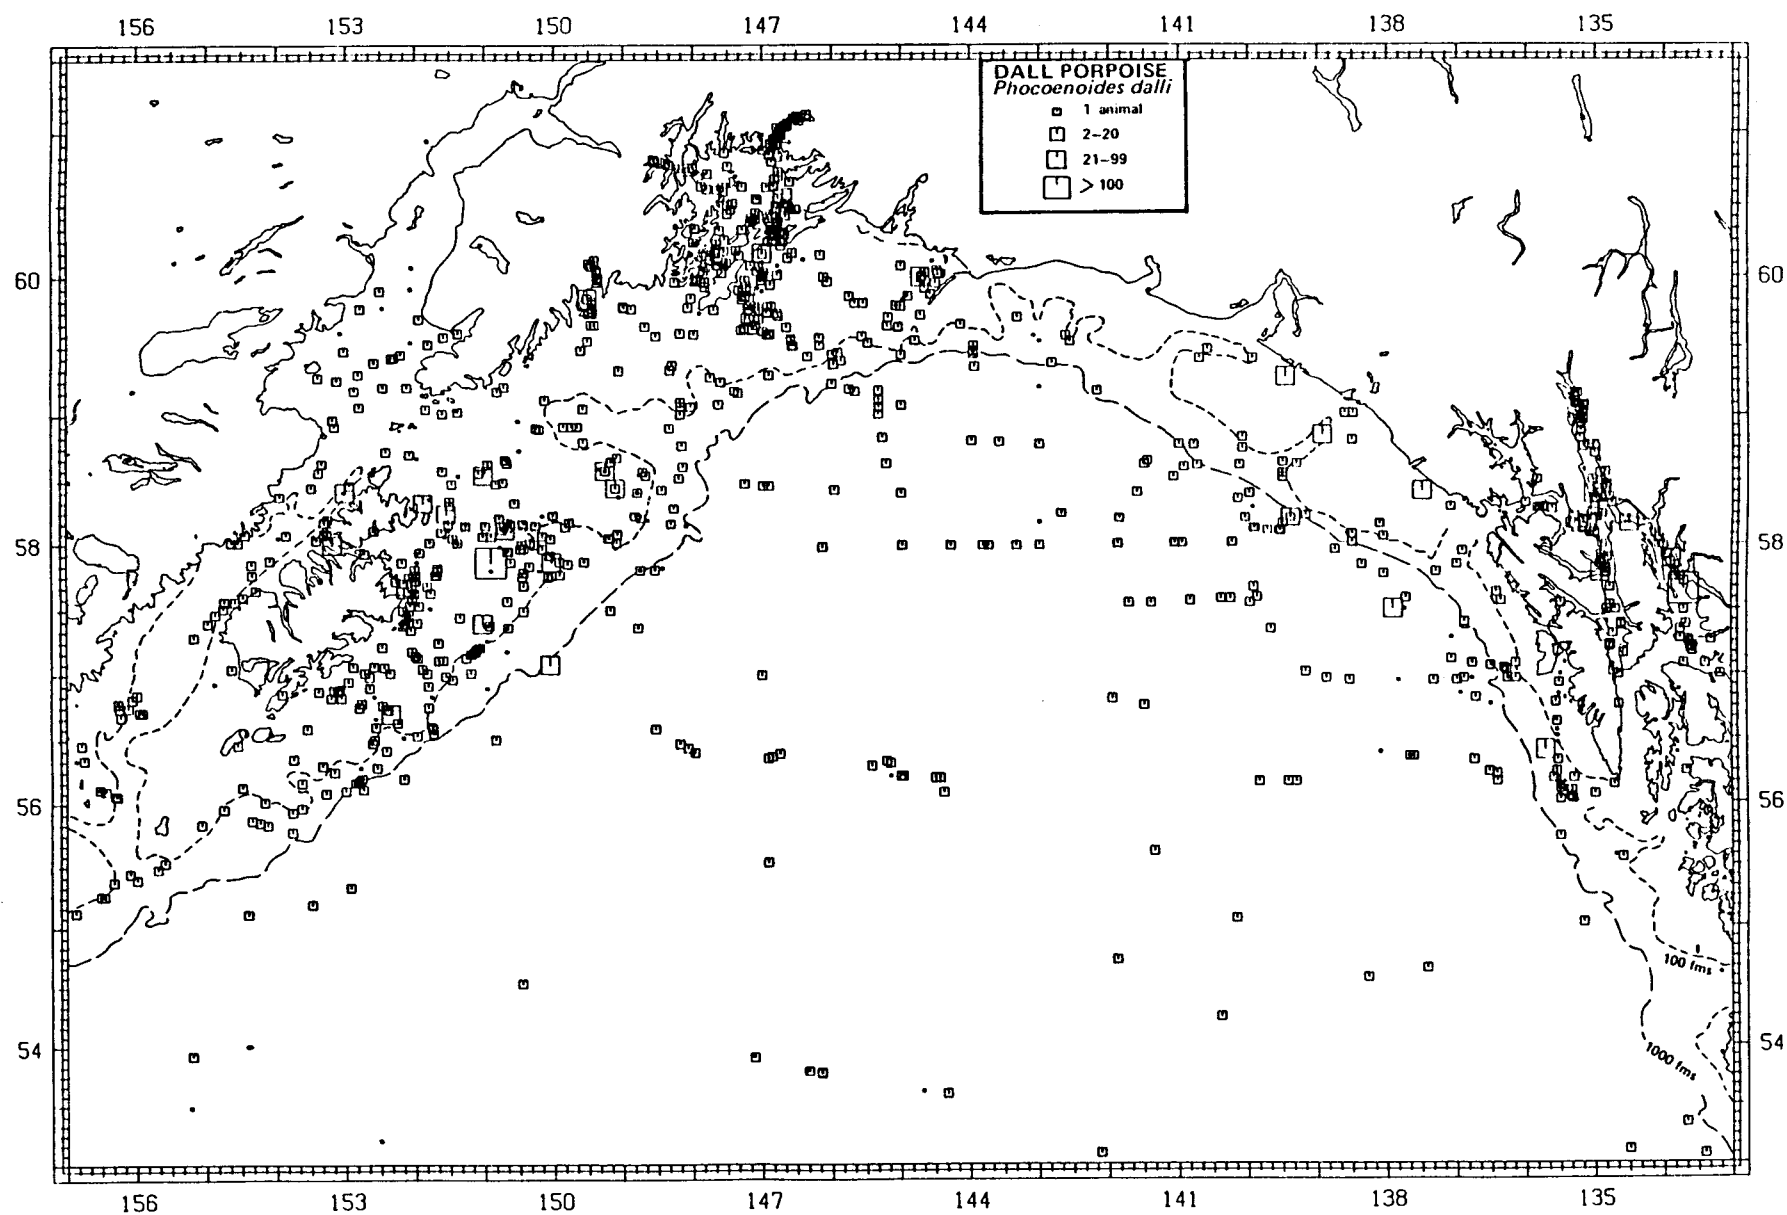 156 153 150 147 144 141 138 135
DALL PORPOISE
Phocoenoides dalli
1 animal
2-20
21-99
> 100
60 60
58 58
56 56
100 fms
54 54
1000 fms
156 153 150 147 144 141 138 135